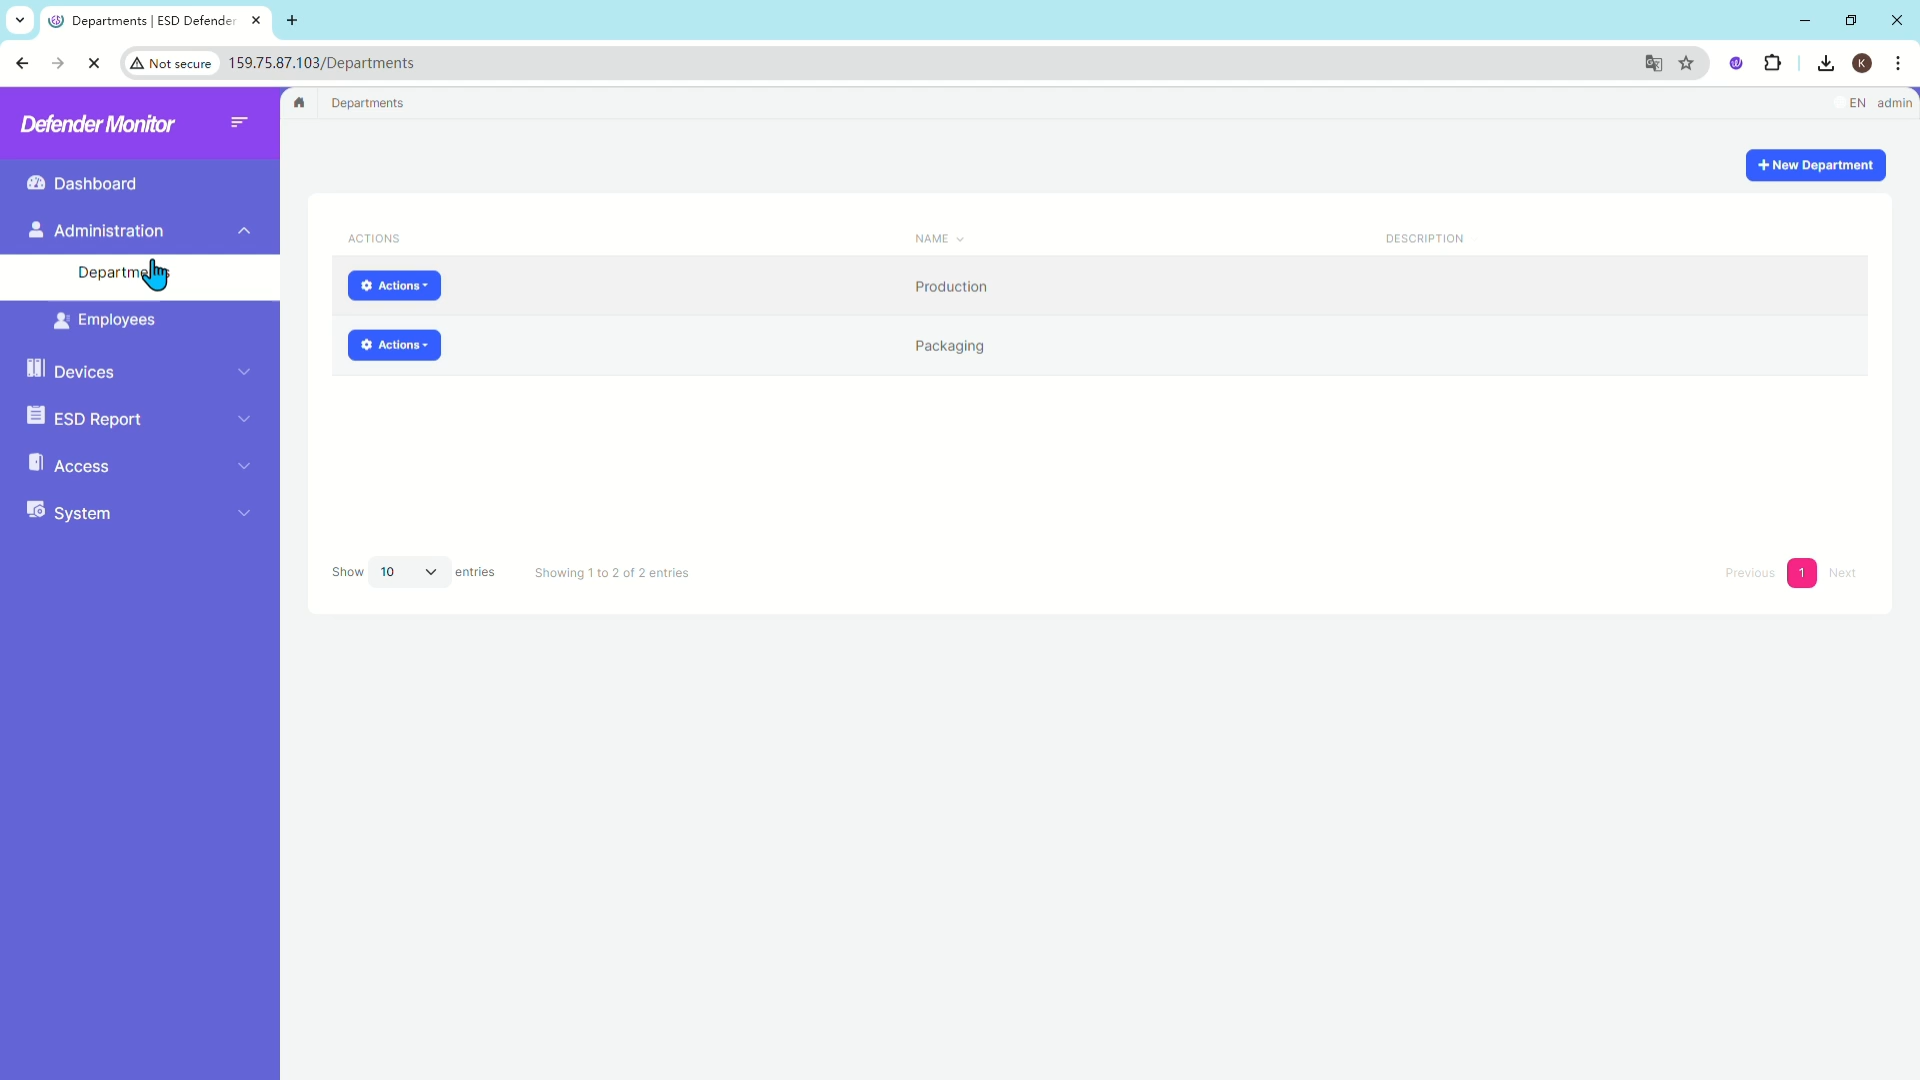 Departments | ESD Defender
Not secure
159.75.87.103/Departments
K
Defender Monitor
Departments
EN
admin
New Department
Dashboard
Administration
Departments
Employees
Devices
ESD Report
Access
System
ACTIONS
NAME
DESCRIPTION
Actions
Production
Actions
Packaging
Show 10 entries
Showing 1 to 2 of 2 entries
Previous
1
Next